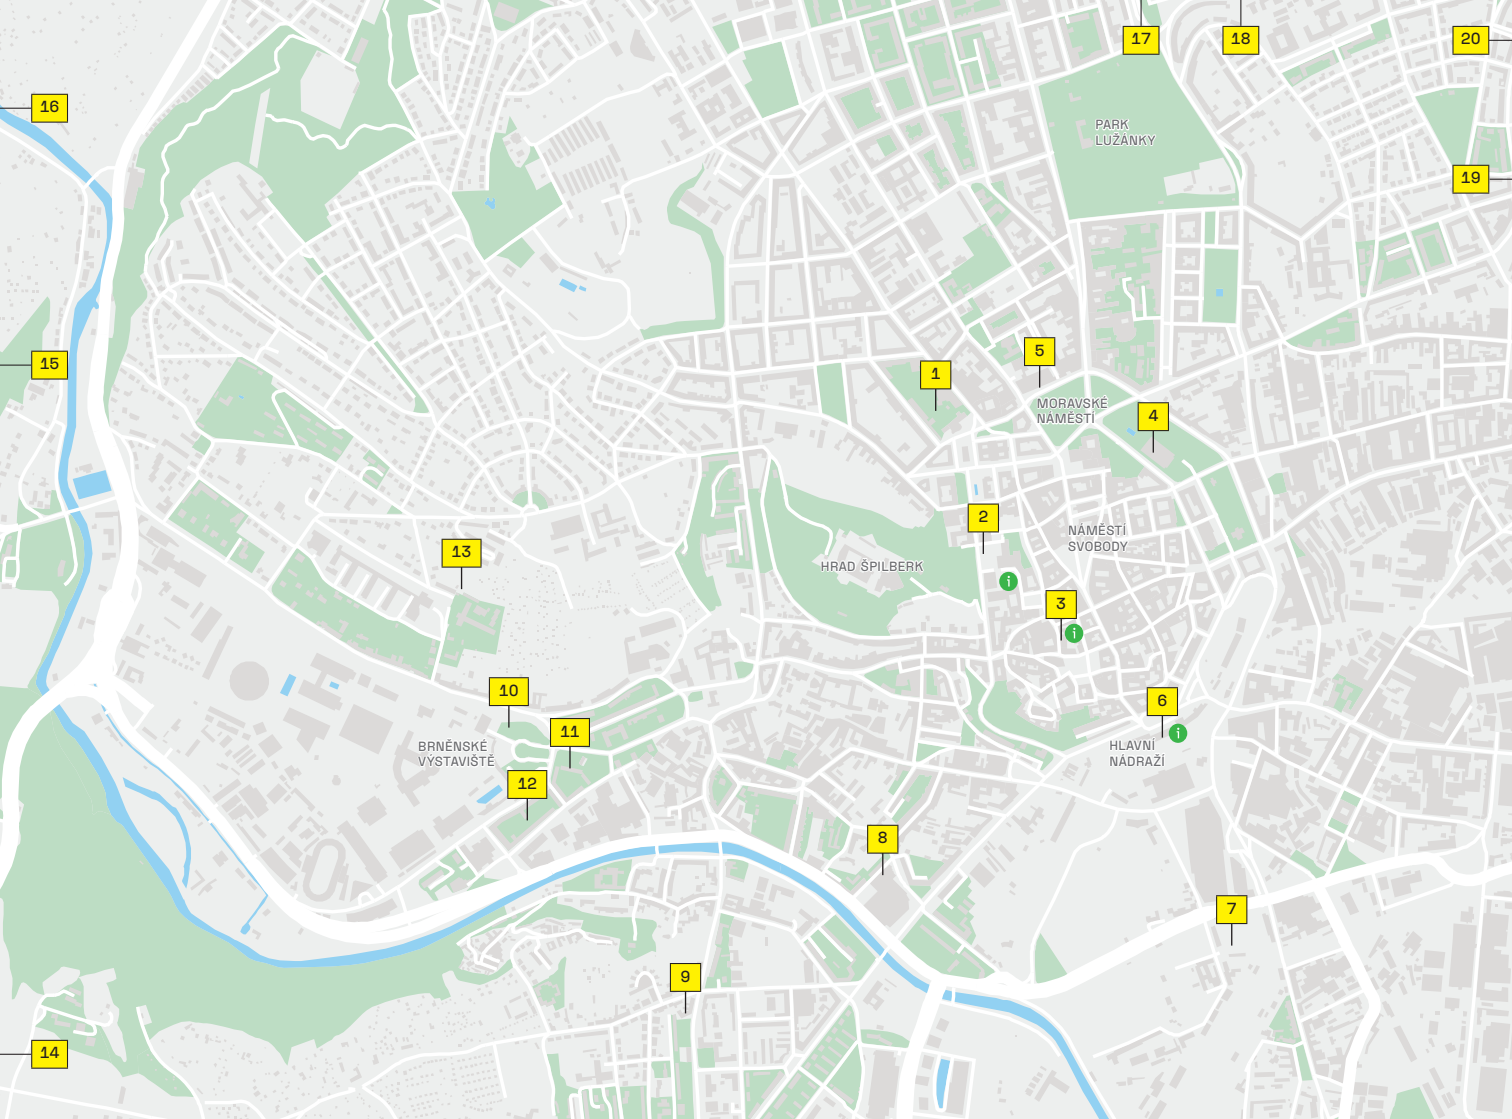 17
18
20
16
PARK
LUŽÁNKY
19
5
15
1
MORAVSKÉ
NÁMĚSTÍ
4
2
NÁMĚSTÍ
SVOBODY
13
HRAD ŠPILBERK
i
3
i
10
6
11
i
BRNĚNSKÉ
VÝSTAVIŠTĚ
HLAVNÍ
NÁDRAŽÍ
12
8
7
9
14